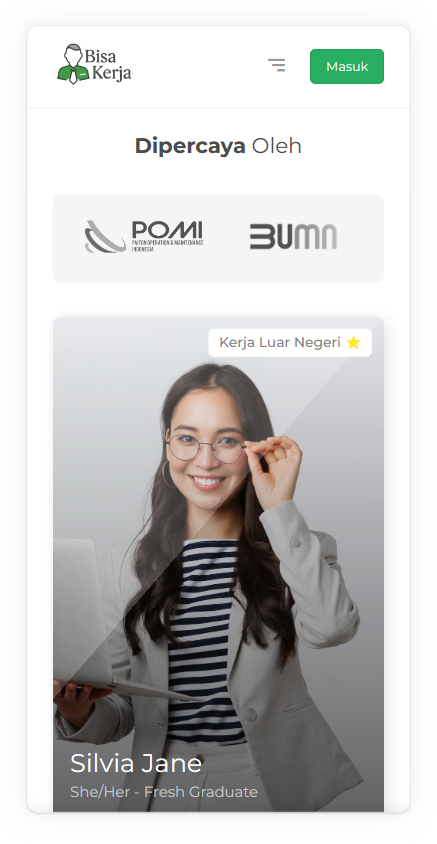 Bisa
Kerja
Masuk
Dipercaya Oleh
POMI
PAITON OPERATION & MAINTENANCE
INDONESIA
BUMN
Kerja Luar Negeri
Silvia Jane
She/Her - Fresh Graduate